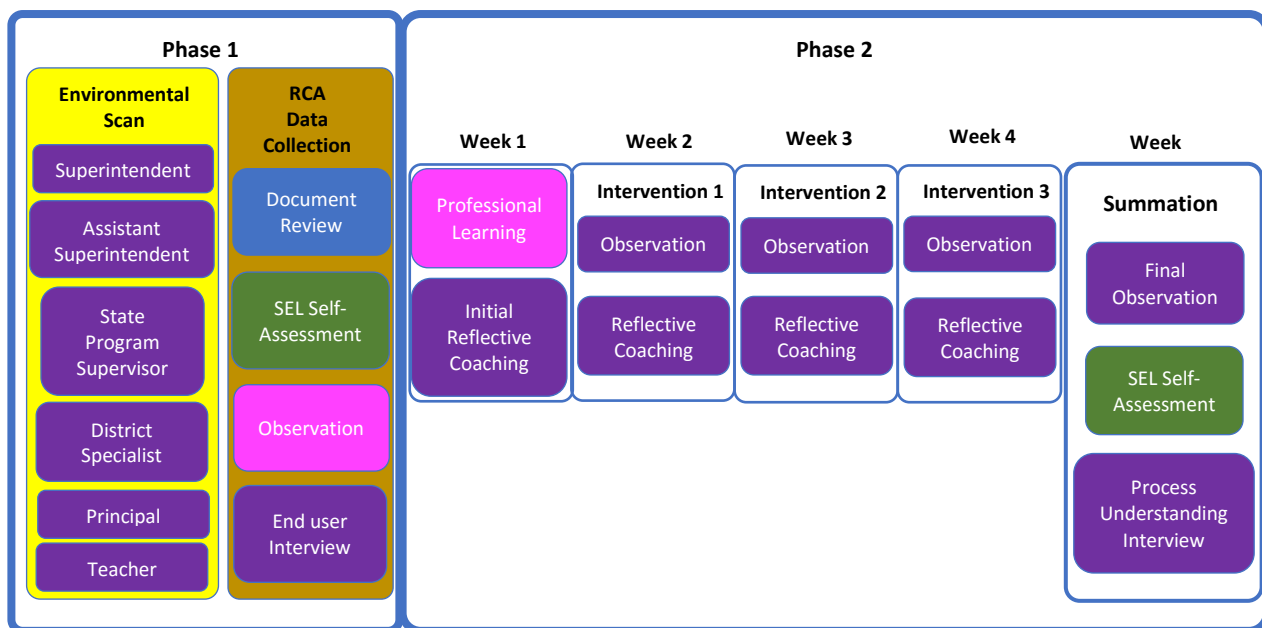 Phase 1
Environmental
Scan
Superintendent
Assistant
Superintendent
State
Program
Supervisor
District
Specialist
Principal
Teacher
RCA
Data
Collection
Document
Review
SEL Self-
Assessment
Observation
End user
Interview
Phase 2
Week 1
Professional
Learning
Initial
Reflective
Coaching
Week 2
Intervention 1
Observation
Reflective
Coaching
Week 3
Intervention 2
Observation
Reflective
Coaching
Week 4
Intervention 3
Observation
Reflective
Coaching
Week
Summation
Final
Observation
SEL Self-
Assessment
Process
Understanding
Interview